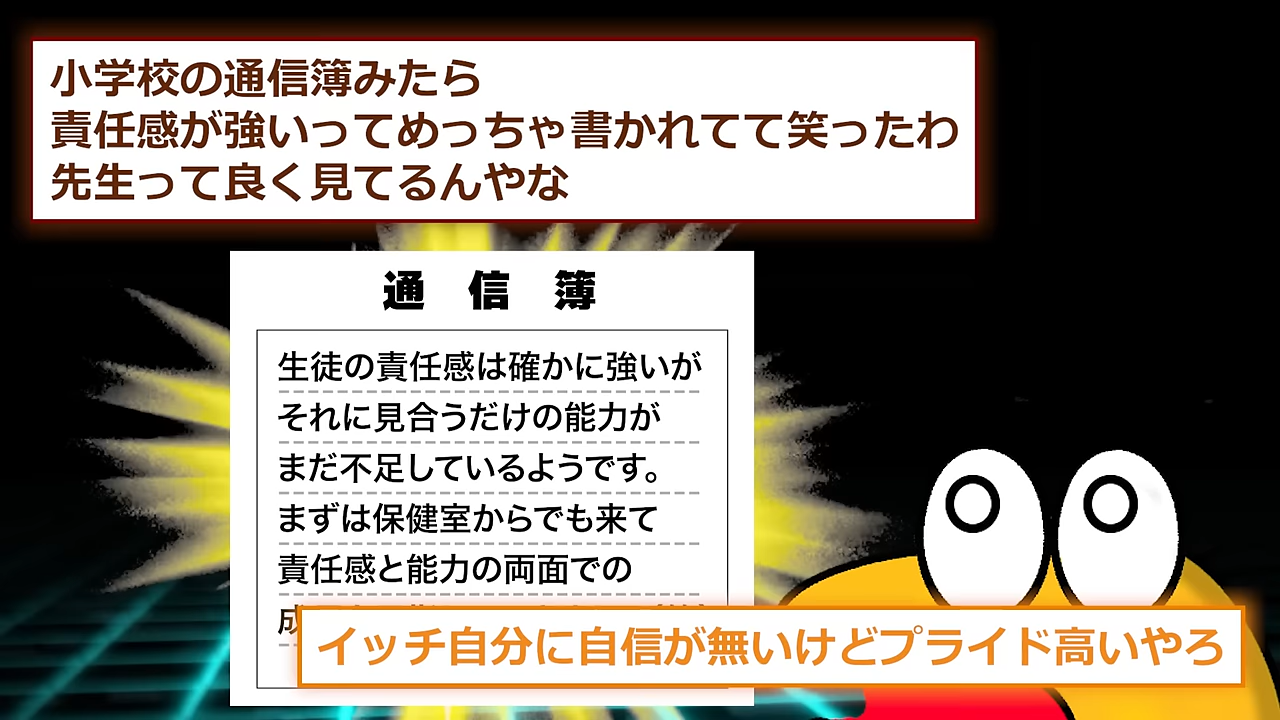 小学校の通信簿みたら
責任感が強いってめっちゃ書かれてて笑ったわ
先生って良く見てるんやな
通信簿
生徒の責任感は確かに強いが
それに見合うだけの能力が
まだ不足しているようです。
まずは保健室からでも来て
責任感と能力の両面での
成
イッチ自分に自信が無いけどプライド高いやろ